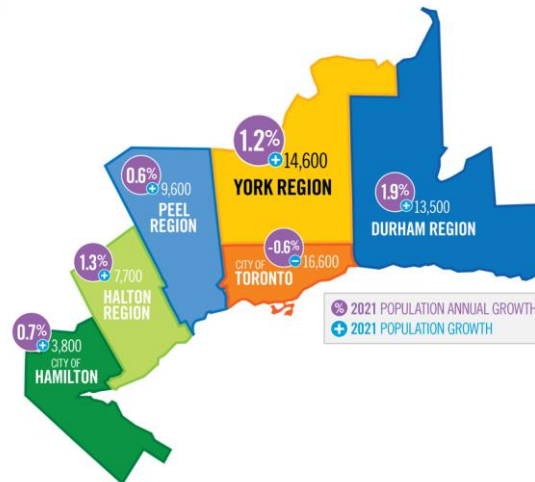 1.2%
+ 14,600
YORK REGION
0.6%
+ 9,600
PEEL
REGION
1.9%
+ 13,500
DURHAM REGION
-0.6%
− 16,600
CITY OF
TORONTO
1.3%
+ 7,700
HALTON
REGION
0.7%
+ 3,800
CITY OF
HAMILTON
% 2021 POPULATION ANNUAL GROWTH
+ 2021 POPULATION GROWTH